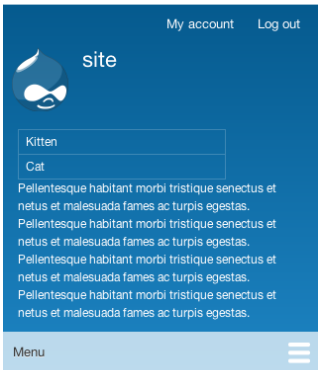 My account Log out
site
Kitten
Cat
Pellentesque habitant morbi tristique senectus et
netus et malesuada fames ac turpis egestas.
Pellentesque habitant morbi tristique senectus et
netus et malesuada fames ac turpis egestas.
Pellentesque habitant morbi tristique senectus et
netus et malesuada fames ac turpis egestas.
Pellentesque habitant morbi tristique senectus et
netus et malesuada fames ac turpis egestas.
Menu